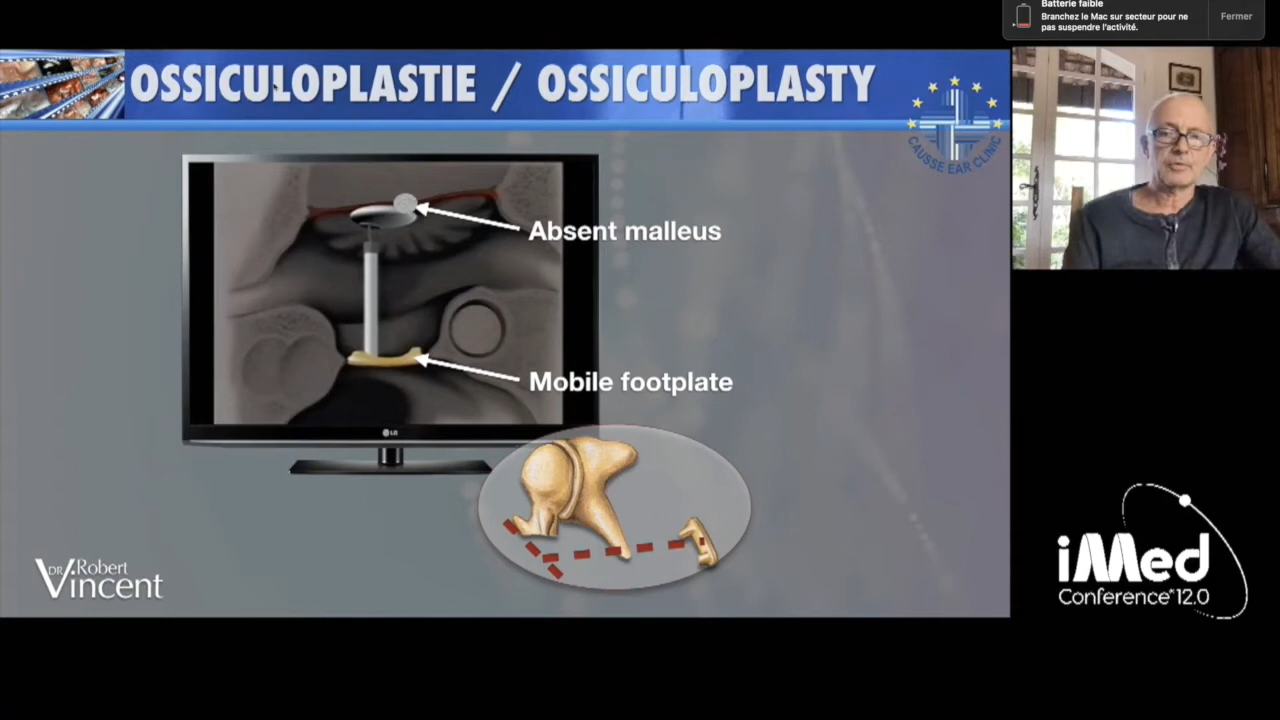 Batterie faible
Branchez le Mac sur secteur pour ne
pas suspendre l'activité.
Fermer
OSSICULOPLASTIE / OSSICULOPLASTY
CAUSSE EAR CLINIC
Absent malleus
Mobile footplate
LG
DR Robert
Vincent
iMed
Conference* 12.0